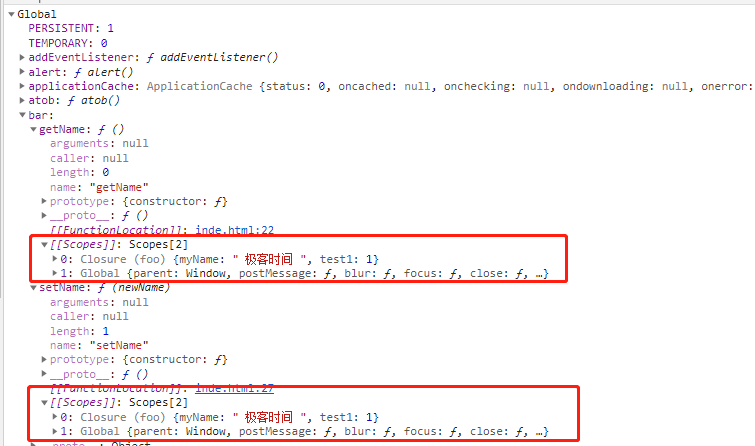 Global
PERSISTENT: 1
TEMPORARY: 0
addEventListener: ƒ addEventListener()
alert: ƒ alert()
applicationCache: ApplicationCache {status: 0, oncached: null, onchecking: null, ondownloading: null, onerror:
atob: ƒ atob()
bar:
getName: ƒ ()
arguments: null
caller: null
length: 0
name: "getName"
prototype: {constructor: ƒ}
__proto__: ƒ ()
[[FunctionLocation]]: inde.html:22
[[Scopes]]: Scopes[2]
0: Closure (foo) {myName: " 极客时间 ", test1: 1}
1: Global {parent: Window, postMessage: ƒ, blur: ƒ, focus: ƒ, close: ƒ, …}
setName: ƒ (newName)
arguments: null
caller: null
length: 1
name: "setName"
prototype: {constructor: ƒ}
__proto__: ƒ ()
[[FunctionLocation]]: inde.html:27
[[Scopes]]: Scopes[2]
0: Closure (foo) {myName: " 极客时间 ", test1: 1}
1: Global {parent: Window, postMessage: ƒ, blur: ƒ, focus: ƒ, close: ƒ, …}
__proto__: Object